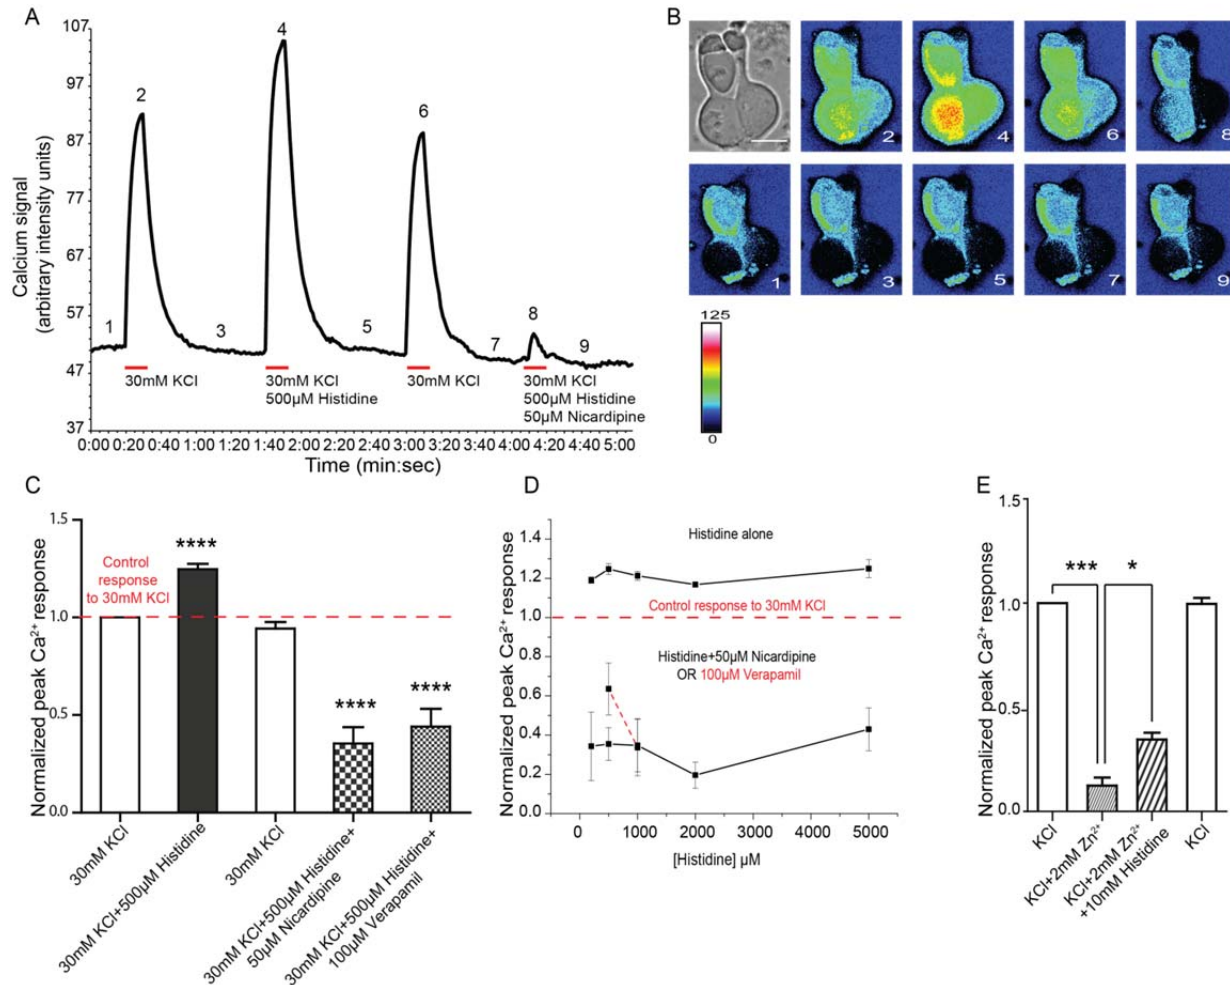 A
107
97
87
77
67
57
47
37
Calcium signal
(arbitrary intensity units)
1
2
3
4
5
6
7
8
9
30mM KCl
30mM KCl
500µM Histidine
30mM KCl
30mM KCl
500µM Histidine
50µM Nicardipine
0:00 0:20 0:40 1:00 1:20 1:40 2:00 2:20 2:40 3:00 3:20 3:40 4:00 4:20 4:40 5:00
Time (min:sec)
B
2
4
6
8
1
3
5
7
9
125
0
C
1.5
1.0
0.5
0.0
Normalized peak Ca²⁺ response
Control
response
to 30mM KCl
****
****
****
30mM KCl
30mM KCl+500µM Histidine
30mM KCl
30mM KCl+500µM Histidine+
50µM Nicardipine
30mM KCl+500µM Histidine+
100µM Verapamil
D
1.4
1.2
1.0
0.8
0.6
0.4
0.2
0.0
Normalized peak Ca²⁺ response
Histidine alone
Control response to 30mM KCl
Histidine+50µM Nicardipine
OR 100µM Verapamil
0 1000 2000 3000 4000 5000
[Histidine] µM
E
1.5
1.0
0.5
0.0
Normalized peak Ca²⁺ response
***
*
KCl
KCl+2mM Zn²⁺
KCl+2mM Zn²⁺
+10mM Histidine
KCl